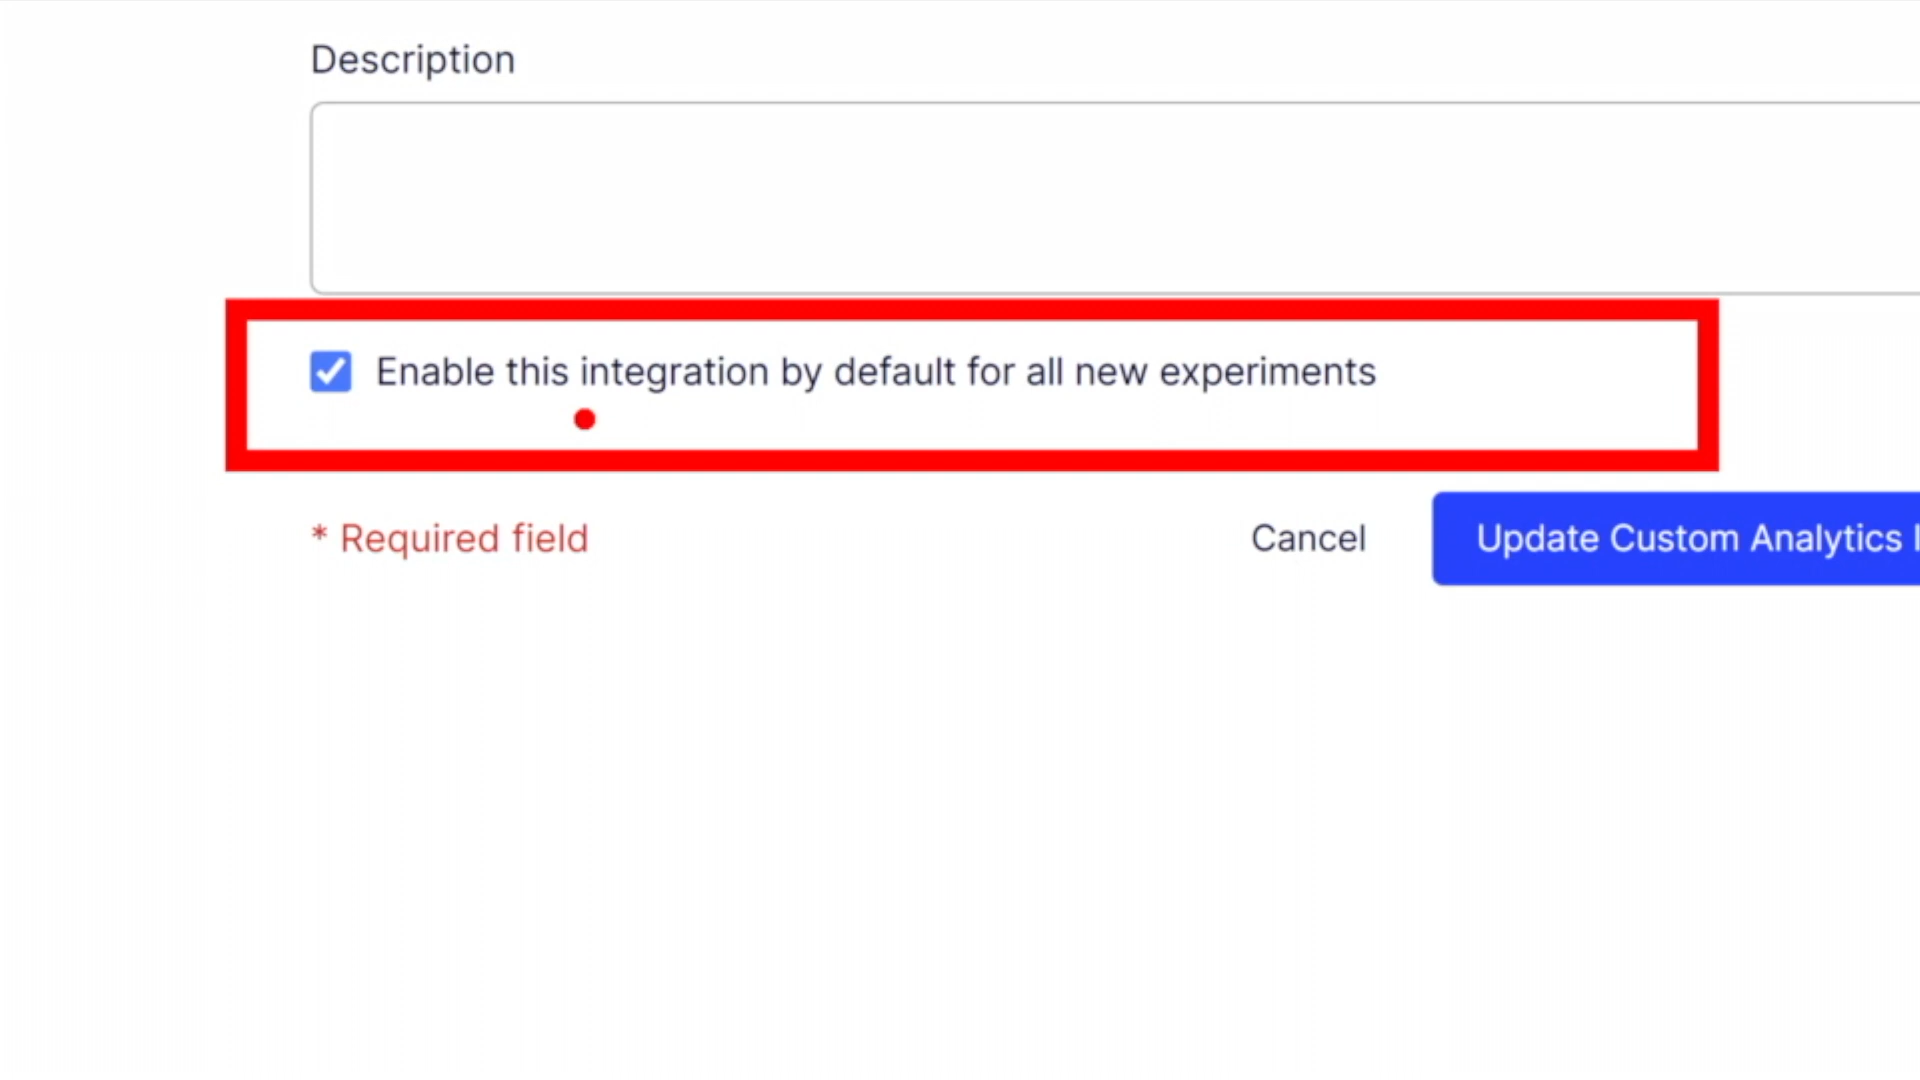 Description
Enable this integration by default for all new experiments
* Required field
Cancel
Update Custom Analytics